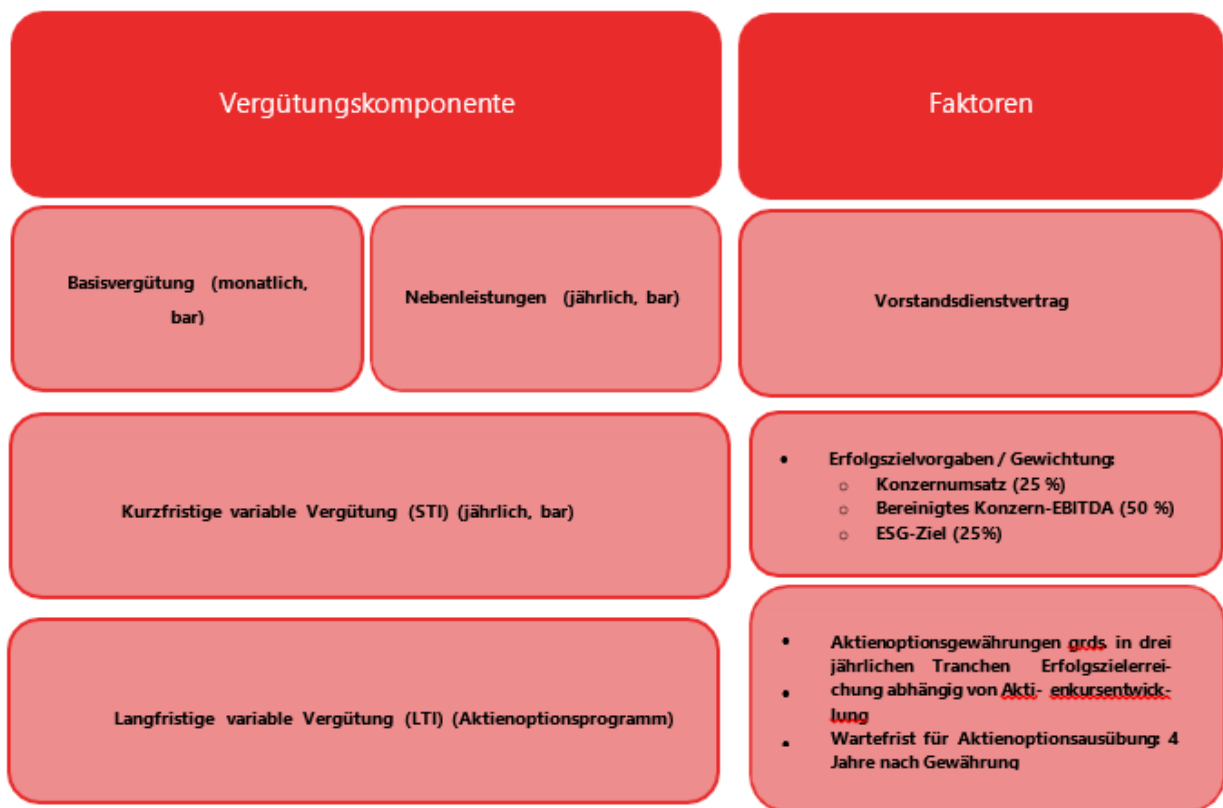 Vergütungskomponente
Faktoren
Basisvergütung (monatlich,
bar)
Nebenleistungen (jährlich, bar)
Vorstandsdienstvertrag
Kurzfristige variable Vergütung (STI) (jährlich, bar)
• Erfolgszielvorgaben / Gewichtung:
○ Konzernumsatz (25 %)
○ Bereinigtes Konzern-EBITDA (50 %)
○ ESG-Ziel (25%)
Langfristige variable Vergütung (LTI) (Aktienoptionsprogramm)
• Aktienoptionsgewährungen grds. in drei
jährlichen Tranchen Erfolgszielerrei-
• chung abhängig von Akti- enkursentwick-
lung
• Wartefrist für Aktienoptionsausübung: 4
Jahre nach Gewährung